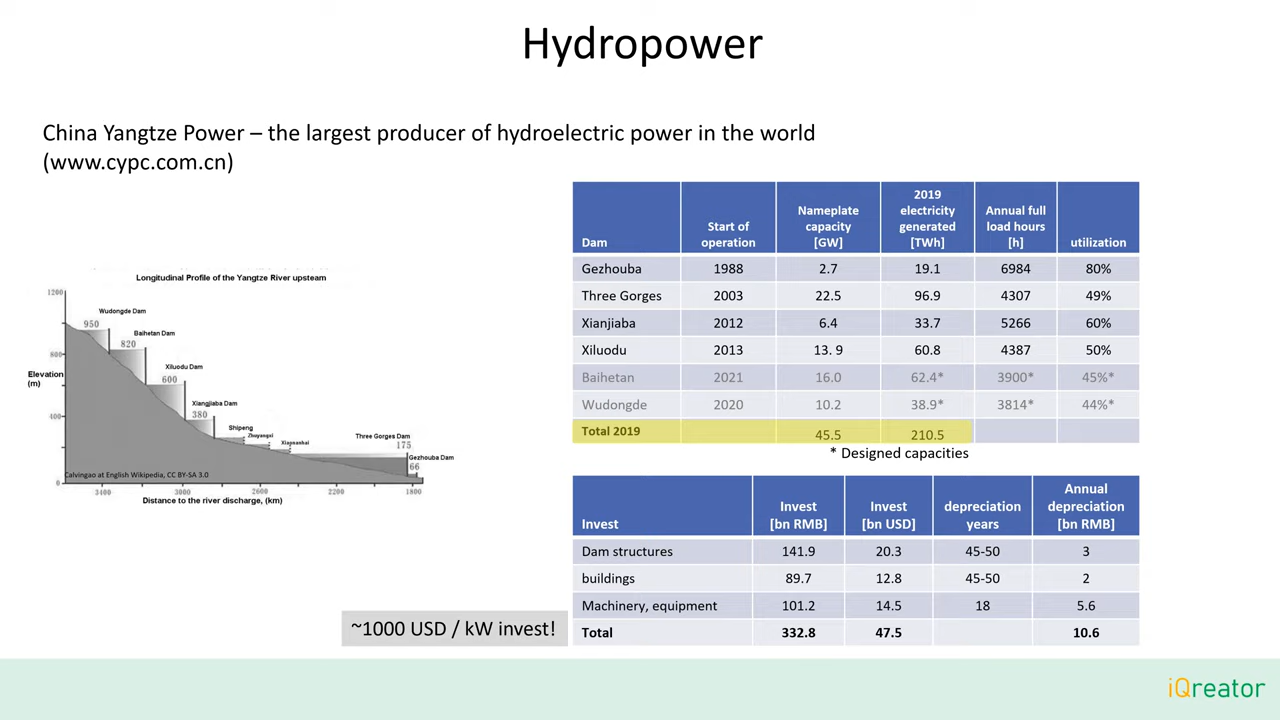 Hydropower
China Yangtze Power – the largest producer of hydroelectric power in the world
(www.cypc.com.cn)
Longitudinal Profile of the Yangtze River upsteam
1200
800
400
0
Elevation
(m)
Wudongde Dam
950
Baihetan Dam
820
Xiluodu Dam
600
Xiangjiaba Dam
380
Shipeng
Zhuyangxi
Xiaonanhai
Three Gorges Dam
175
Gezhouba Dam
66
Calvingao at English Wikipedia, CC BY-SA 3.0
3400 3000 2600 2200 1800
Distance to the river discharge, (km)
Dam | Start of operation | Nameplate capacity [GW] | 2019 electricity generated [TWh] | Annual full load hours [h] | utilization
Gezhouba 1988 2.7 19.1 6984 80%
Three Gorges 2003 22.5 96.9 4307 49%
Xianjiaba 2012 6.4 33.7 5266 60%
Xiluodu 2013 13. 9 60.8 4387 50%
Baihetan 2021 16.0 62.4* 3900* 45%*
Wudongde 2020 10.2 38.9* 3814* 44%*
Total 2019 45.5 210.5
* Designed capacities
Invest | Invest [bn RMB] | Invest [bn USD] | depreciation years | Annual depreciation [bn RMB]
Dam structures 141.9 20.3 45-50 3
buildings 89.7 12.8 45-50 2
Machinery, equipment 101.2 14.5 18 5.6
Total 332.8 47.5 10.6
~1000 USD / kW invest!
iQreator